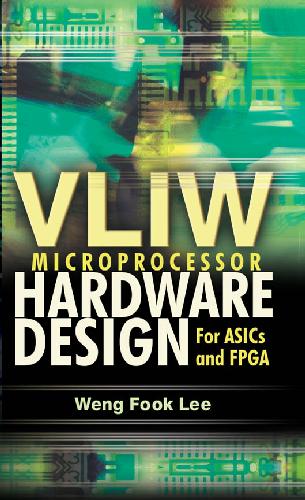 VLIW
MICROPROCESSOR
HARDWARE
DESIGN
For ASICs
and FPGA
Weng Fook Lee